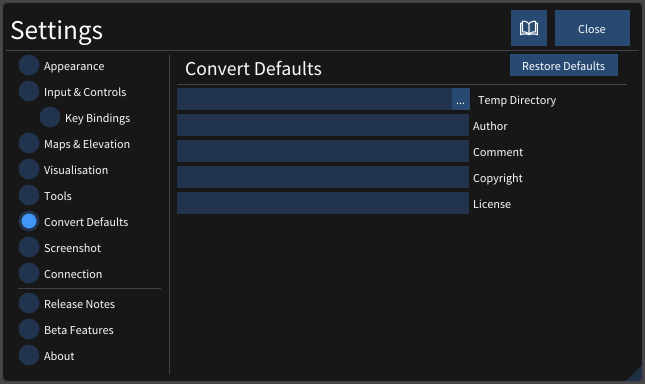 Settings
Close
Appearance
Input & Controls
Key Bindings
Maps & Elevation
Visualisation
Tools
Convert Defaults
Screenshot
Connection
Release Notes
Beta Features
About
Convert Defaults
Restore Defaults
...
Temp Directory
Author
Comment
Copyright
License